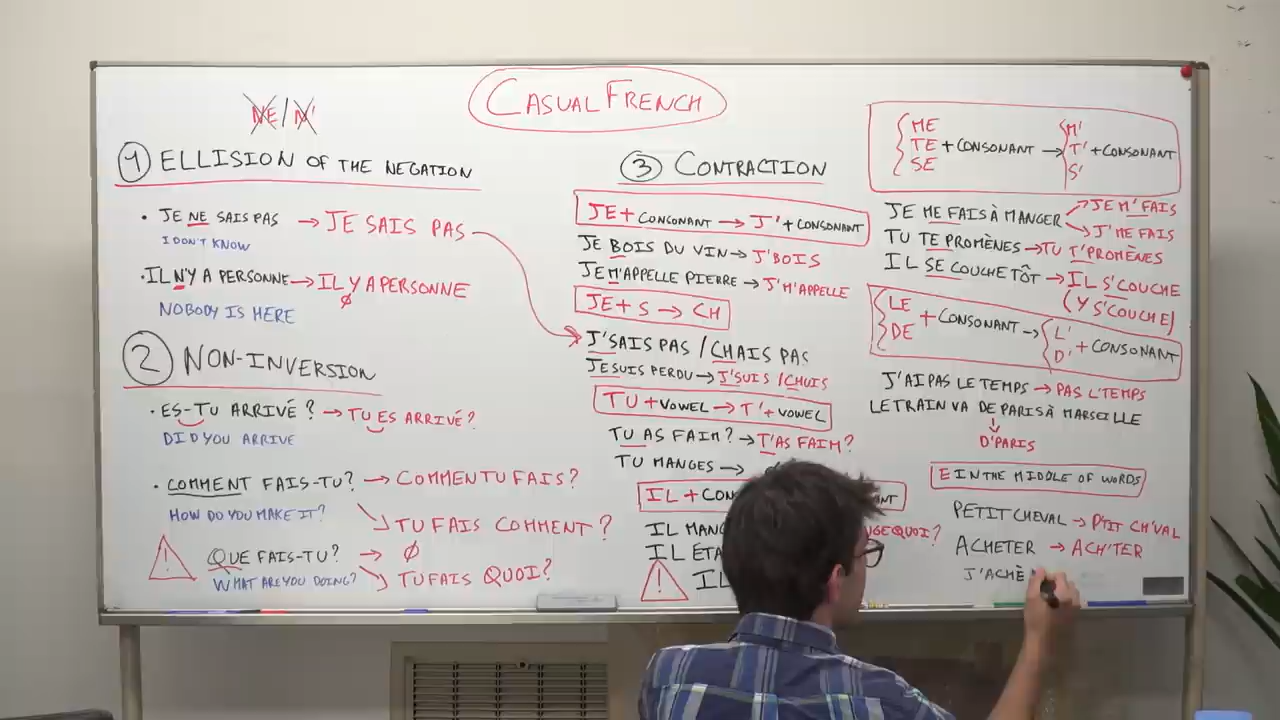 CASUAL FRENCH
NE / N'
1 ELLISION OF THE NEGATION
• JE NE SAIS PAS → JE SAIS PAS
I DON'T KNOW
• IL N'Y A PERSONNE → IL Y A PERSONNE
Ø
NOBODY IS HERE
2 NON-INVERSION
• ES-TU ARRIVÉ ? → TU ES ARRIVÉ ?
DID YOU ARRIVE
• COMMENT FAIS-TU? → COMMEN TU FAIS?
HOW DO YOU MAKE IT?
→ TU FAIS COMMENT ?
QUE FAIS-TU? → Ø
WHAT ARE YOU DOING? → TU FAIS QUOI?
3 CONTRACTION
JE + CONSONANT → J' + CONSONANT
JE BOIS DU VIN → J'BOIS
JE M'APPELLE PIERRE → J'M'APPELLE
JE + S → CH
J'SAIS PAS / CHAIS PAS
JE SUIS PERDU → J'SUIS / CHUIS
TU + VOWEL → T' + VOWEL
TU AS FAIM? → T'AS FAIM?
TU MANGES →
IL +
IL
QUOI?
IL
! IL
ME
TE + CONSONANT → T' + CONSONANT
SE
M'
S'
JE ME FAIS À MANGER → JE M'FAIS
→ J'ME FAIS
TU TE PROMÈNES → TU T'PROMÈNES
IL SE COUCHE TÔT → IL S'COUCHE
(Y S'COUCHE)
LE
DE + CONSONANT → L' D' + CONSONANT
J'AI PAS LE TEMPS → PAS L'TEMPS
LE TRAIN VA DE PARIS À MARSEILLE
↓
D'PARIS
E IN THE MIDDLE OF WORDS
PETIT CHEVAL → P'TIT CH'VAL
ACHETER → ACH'TER
J'ACHÈ